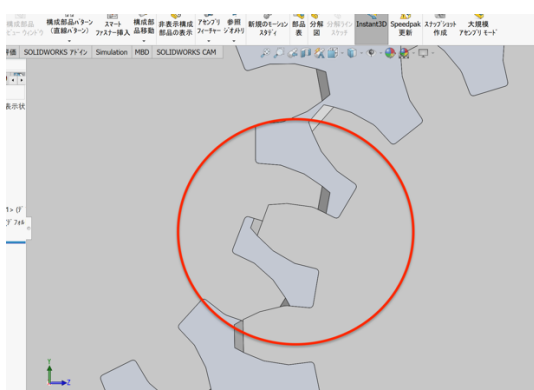 構成部品 構成部品パターン スマート 構成部 非表示構成 アセンブリ 参照 新規のモーション 部品 分解 分解ライン Instant3D Speedpak スナップショット 大規模
ビュー ウィンドウ (直線パターン) ファスナー挿入 品移動 部品の表示 フィーチャー ジオメトリ スタディ 表 図 スケッチ 更新 作成 アセンブリ モード
評価 SOLIDWORKS アドイン Simulation MBD SOLIDWORKS CAM
表示状
Y
Z